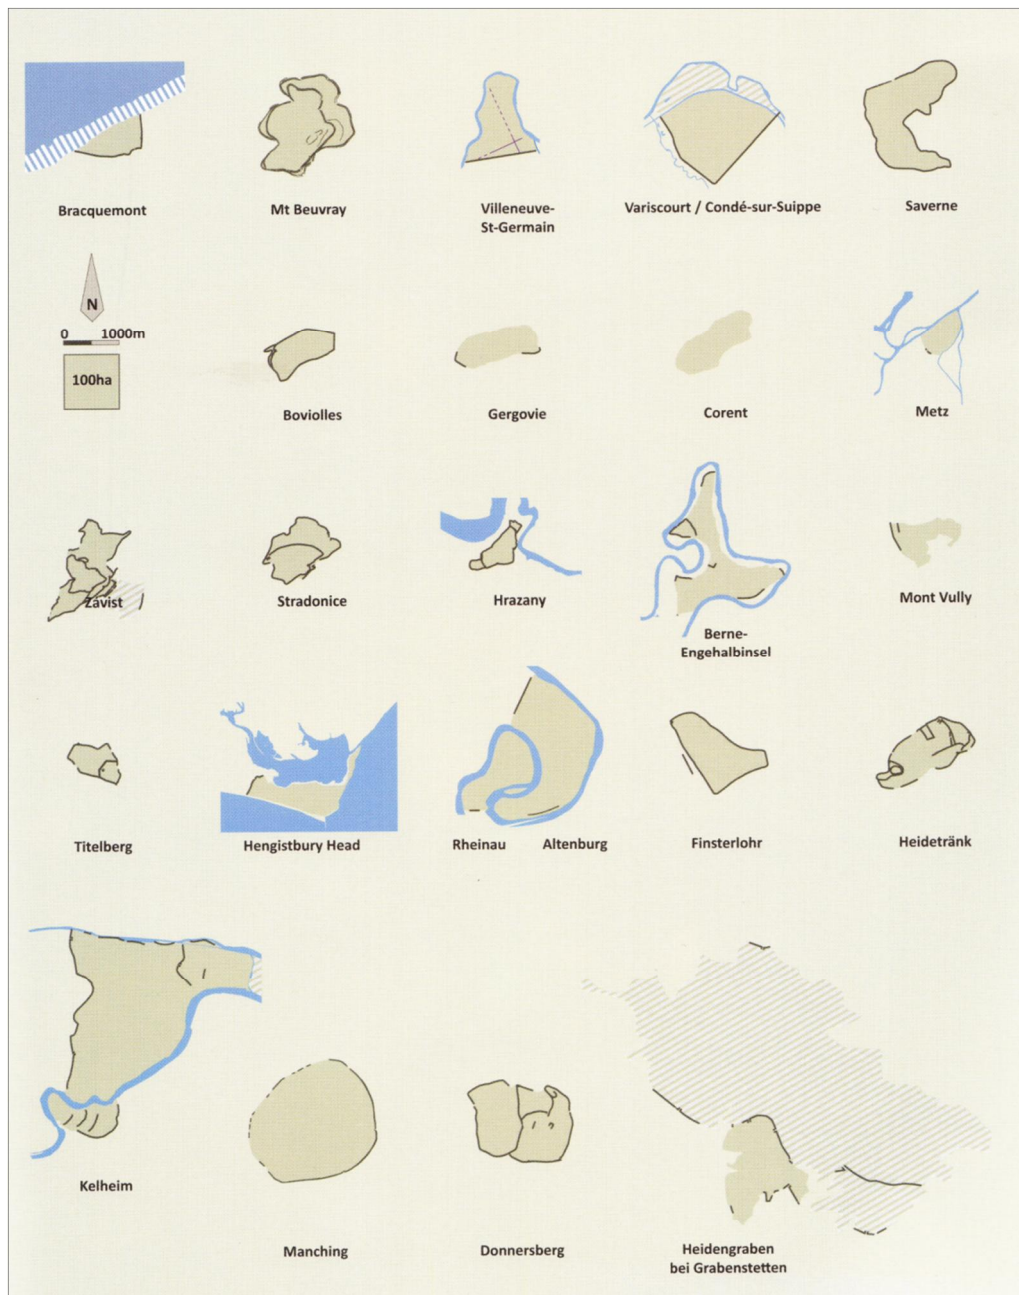 Bracquemont
Mt Beuvray
Villeneuve-
St-Germain
Variscourt / Condé-sur-Suippe
Saverne
N
0 1000m
100ha
Boviolles
Gergovie
Corent
Metz
Závist
Stradonice
Hrazany
Berne-
Engehalbinsel
Mont Vully
Titelberg
Hengistbury Head
Rheinau
Altenburg
Finsterlohr
Heidetränk
Kelheim
Manching
Donnersberg
Heidengraben
bei Grabenstetten